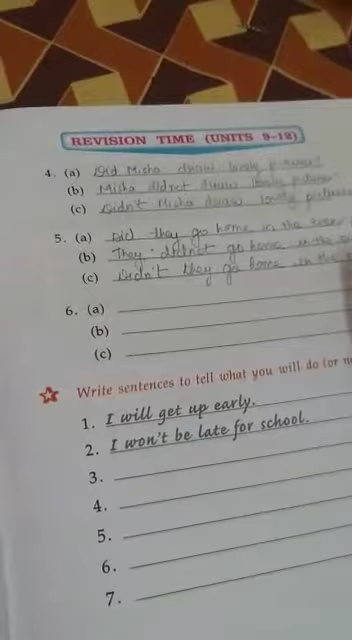 REVISION TIME (UNITS 9-12)
4. (a) Did Misha draw lovely
(b) Misha didn't draw lovely
(c) Didn't Misha draw lovely pictures
5. (a) Did they go home in the
(b) They didn't go home in the
(c) Didn't they go home in the
6. (a)
(b)
(c)
Write sentences to tell what you will do (or n
1. I will get up early.
2. I won't be late for school.
3.
4.
5.
6.
7.